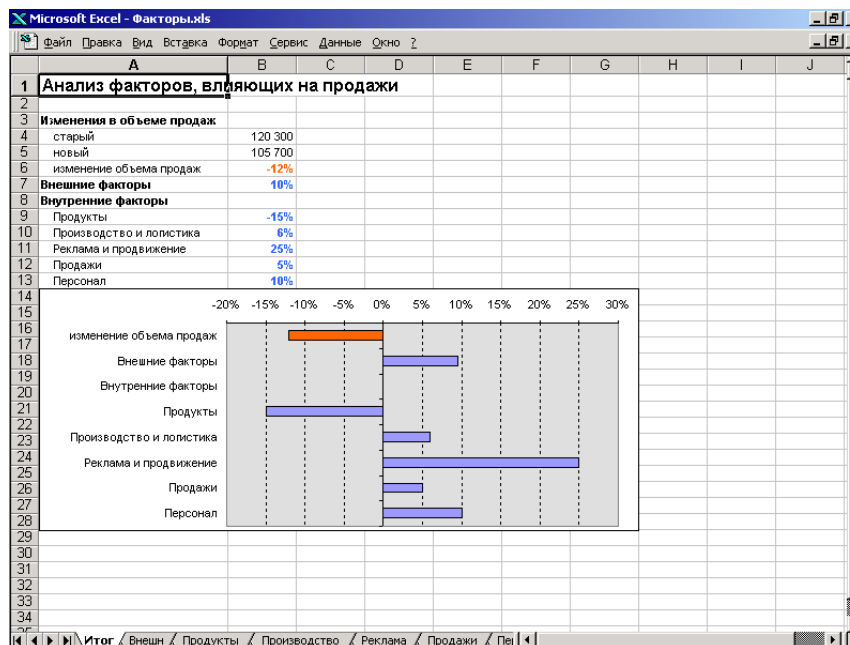 Microsoft Excel - Факторы.xls
Файл Правка Вид Вставка Формат Сервис Данные Окно ?
A B C D E F G H I J
1 Анализ факторов, влияющих на продажи
2
3 Изменения в объеме продаж
4 старый 120 300
5 новый 105 700
6 изменение объема продаж -12%
7 Внешние факторы 10%
8 Внутренние факторы
9 Продукты -15%
10 Производство и логистика 6%
11 Реклама и продвижение 25%
12 Продажи 5%
13 Персонал 10%
14
-20% -15% -10% -5% 0% 5% 10% 15% 20% 25% 30%
15
16
изменение объема продаж
17
18 Внешние факторы
19
Внутренние факторы
20
21 Продукты
22
Производство и логистика
23
24
Реклама и продвижение
25
26 Продажи
27
Персонал
28
29
30
31
32
33
34
Итог Внешн Продукты Производство Реклама Продажи